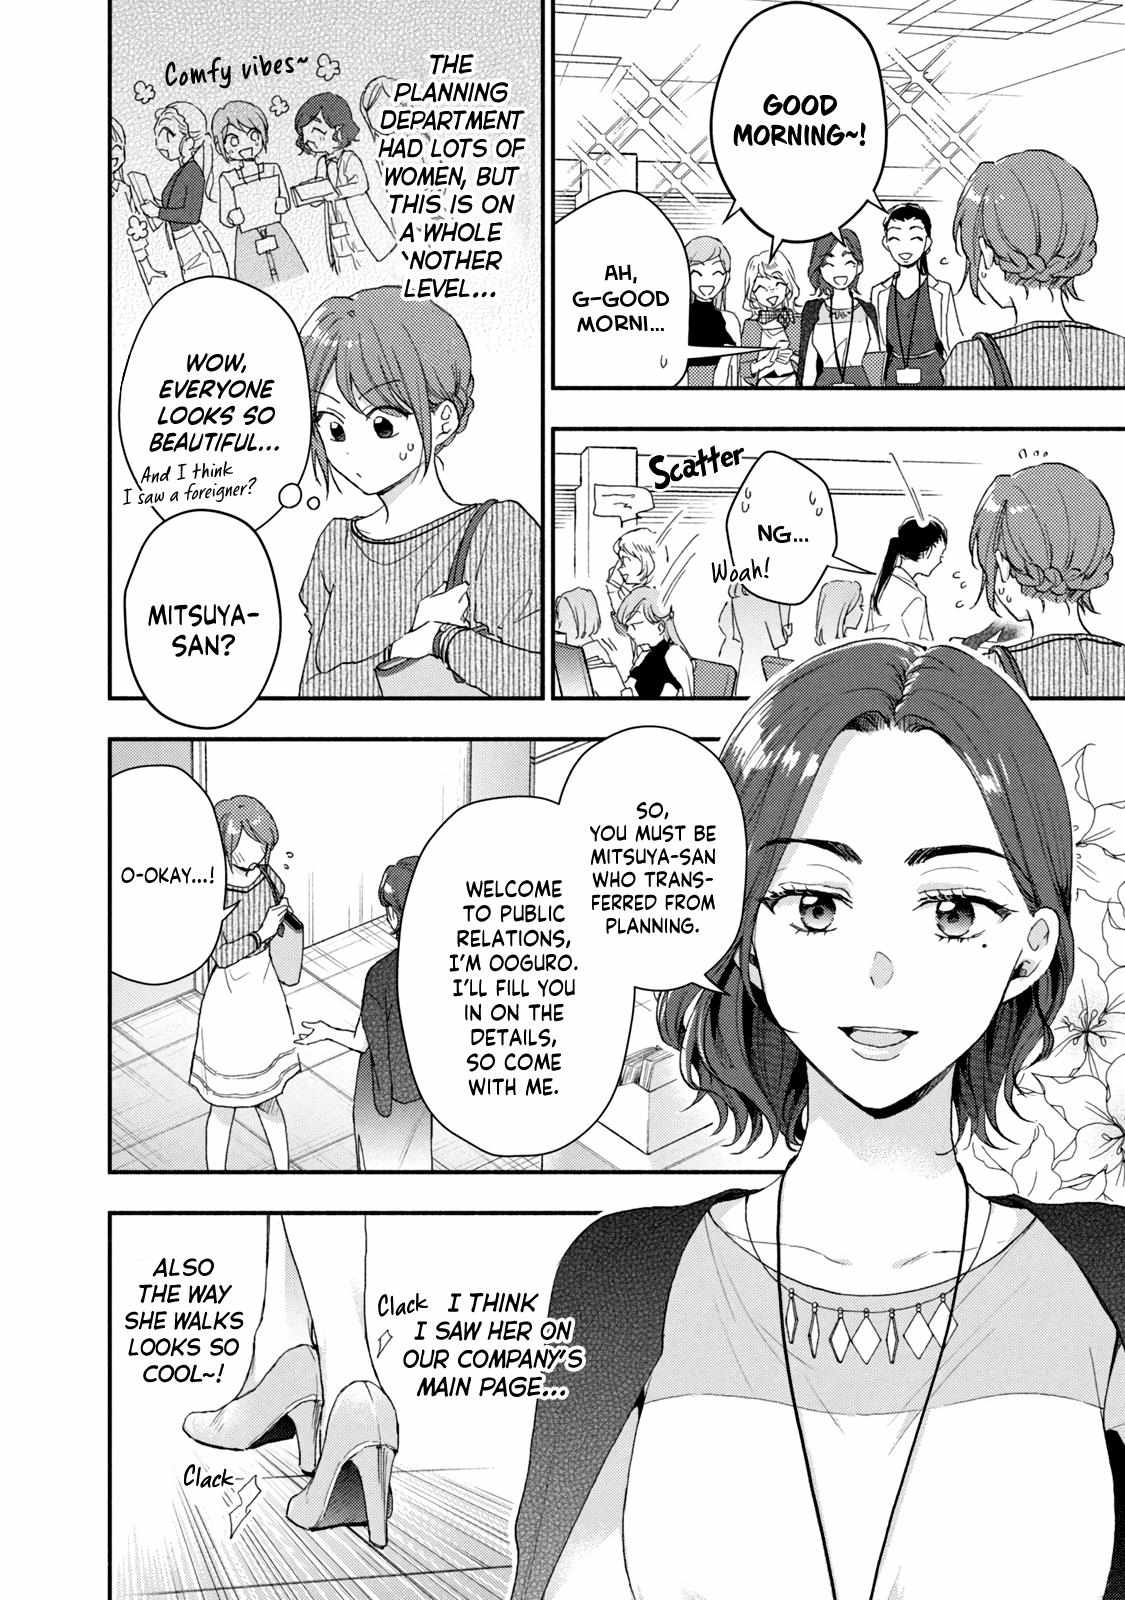 GOOD
MORNING~!
AH,
G-GOOD
MORNI...
Scatter
NG...
Woah!
Comfy vibes~
THE
PLANNING
DEPARTMENT
HAD LOTS OF
WOMEN, BUT
THIS IS ON
A WHOLE
'NOTHER
LEVEL...
WOW,
EVERYONE
LOOKS SO
BEAUTIFUL...
And I think
I saw a foreigner?
MITSUYA-
SAN?
SO,
YOU MUST BE
MITSUYA-SAN
WHO TRANS-
FERRED FROM
PLANNING.
WELCOME
TO PUBLIC
RELATIONS,
I'M OOGURO.
I'LL FILL YOU
IN ON THE
DETAILS,
SO COME
WITH ME.
O-OKAY...!
Clack
I THINK
I SAW HER ON
OUR COMPANY'S
MAIN PAGE...
ALSO
THE WAY
SHE WALKS
LOOKS SO
COOL~!
Clack